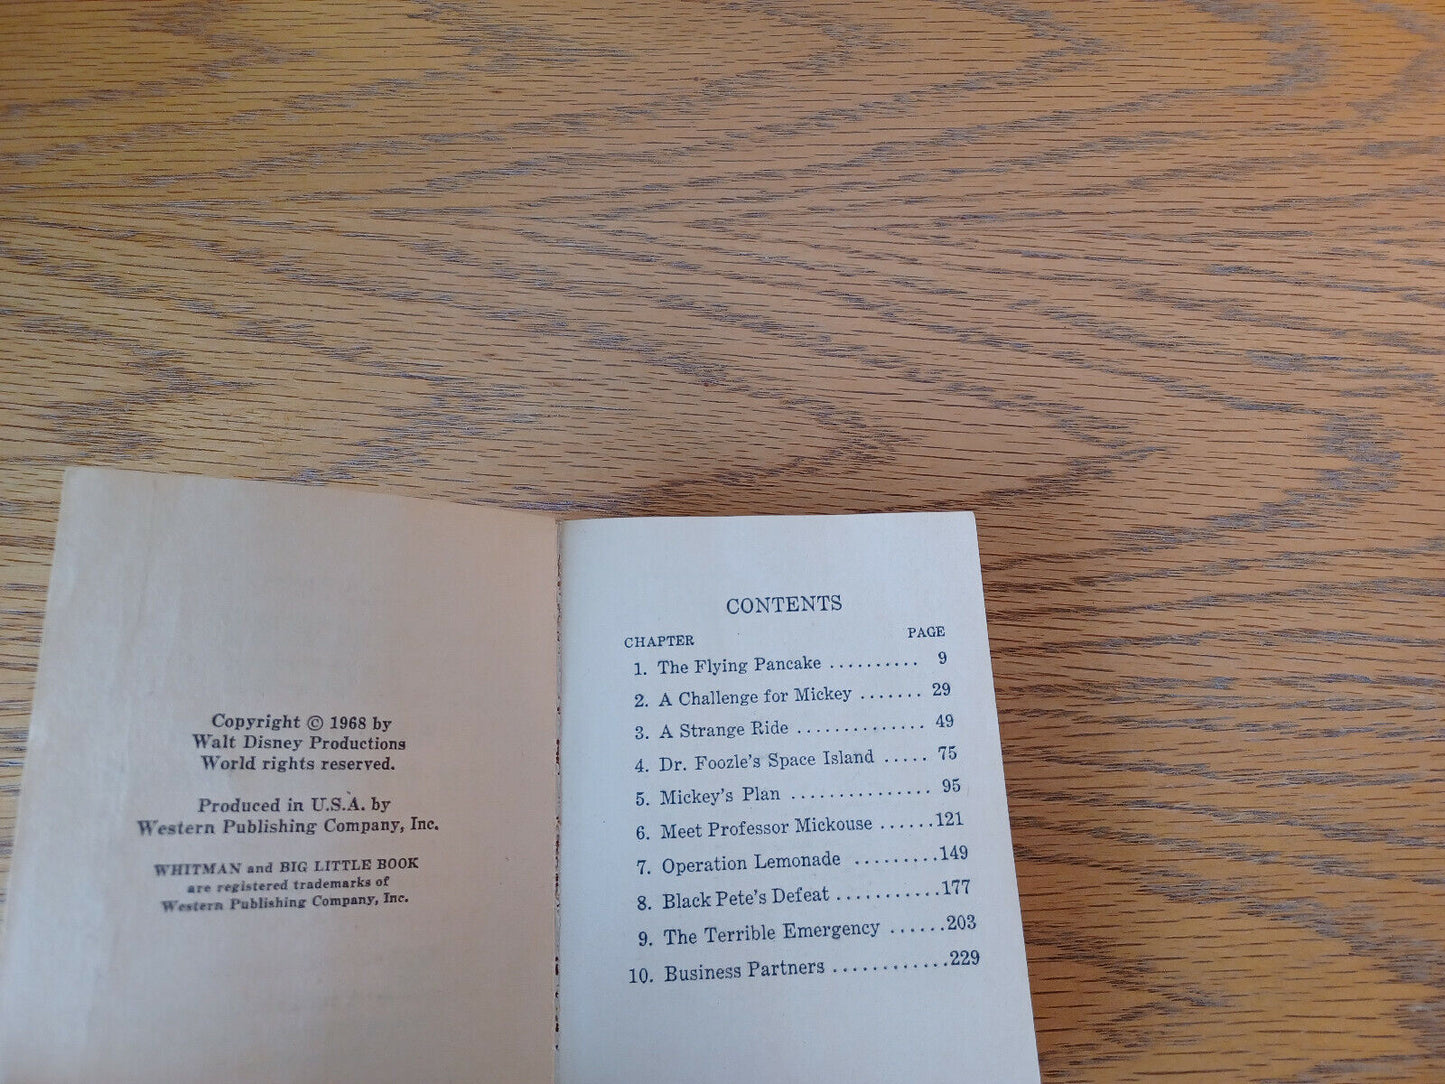 Copyright © 1968 by
Walt Disney Productions
World rights reserved.
Produced in U.S.A. by
Western Publishing Company, Inc.
WHITMAN and BIG LITTLE BOOK
are registered trademarks of
Western Publishing Company, Inc.
CONTENTS
CHAPTER PAGE
1. The Flying Pancake .......... 9
2. A Challenge for Mickey ....... 29
3. A Strange Ride .............. 49
4. Dr. Foozle's Space Island ..... 75
5. Mickey's Plan ............... 95
6. Meet Professor Mickouse ......121
7. Operation Lemonade .........149
8. Black Pete's Defeat ...........177
9. The Terrible Emergency ......203
10. Business Partners ............229